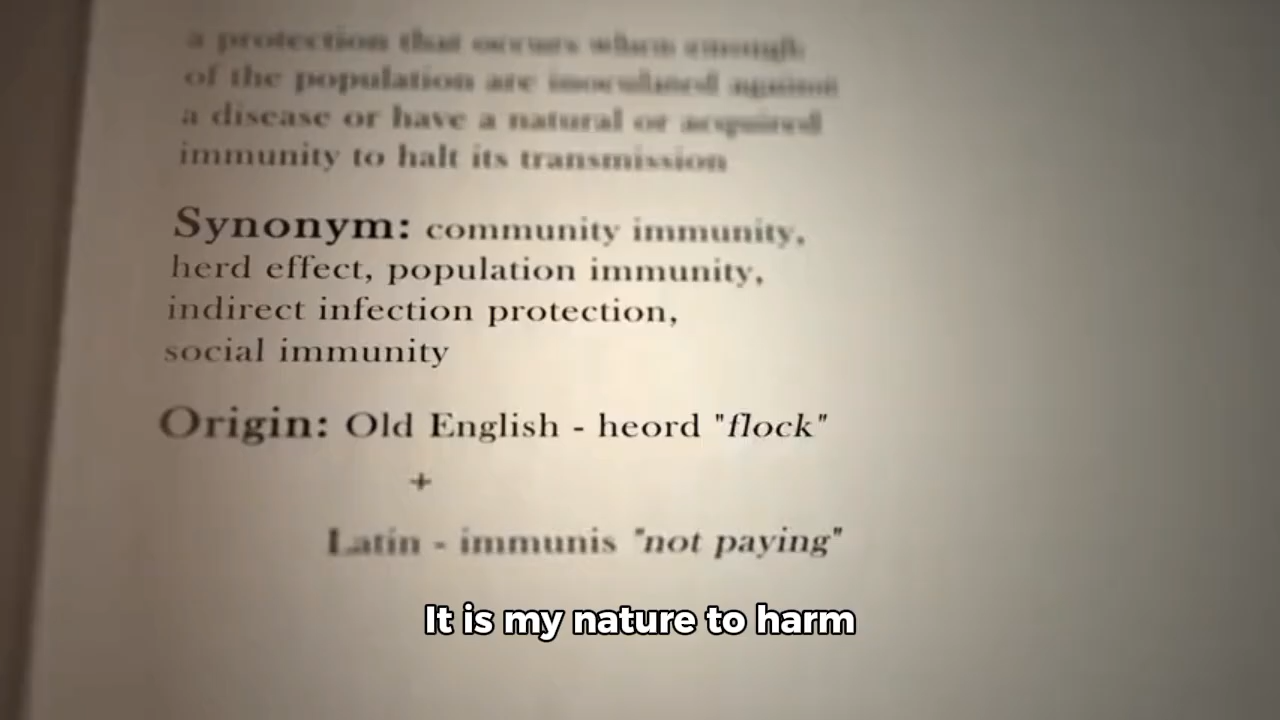 a protection that occurs when enough
of the population are inoculated against
a disease or have a natural or acquired
immunity to halt its transmission
Synonym: community immunity,
herd effect, population immunity,
indirect infection protection,
social immunity
Origin: Old English - heord "flock"
+
Latin - immunis "not paying"
It is my nature to harm